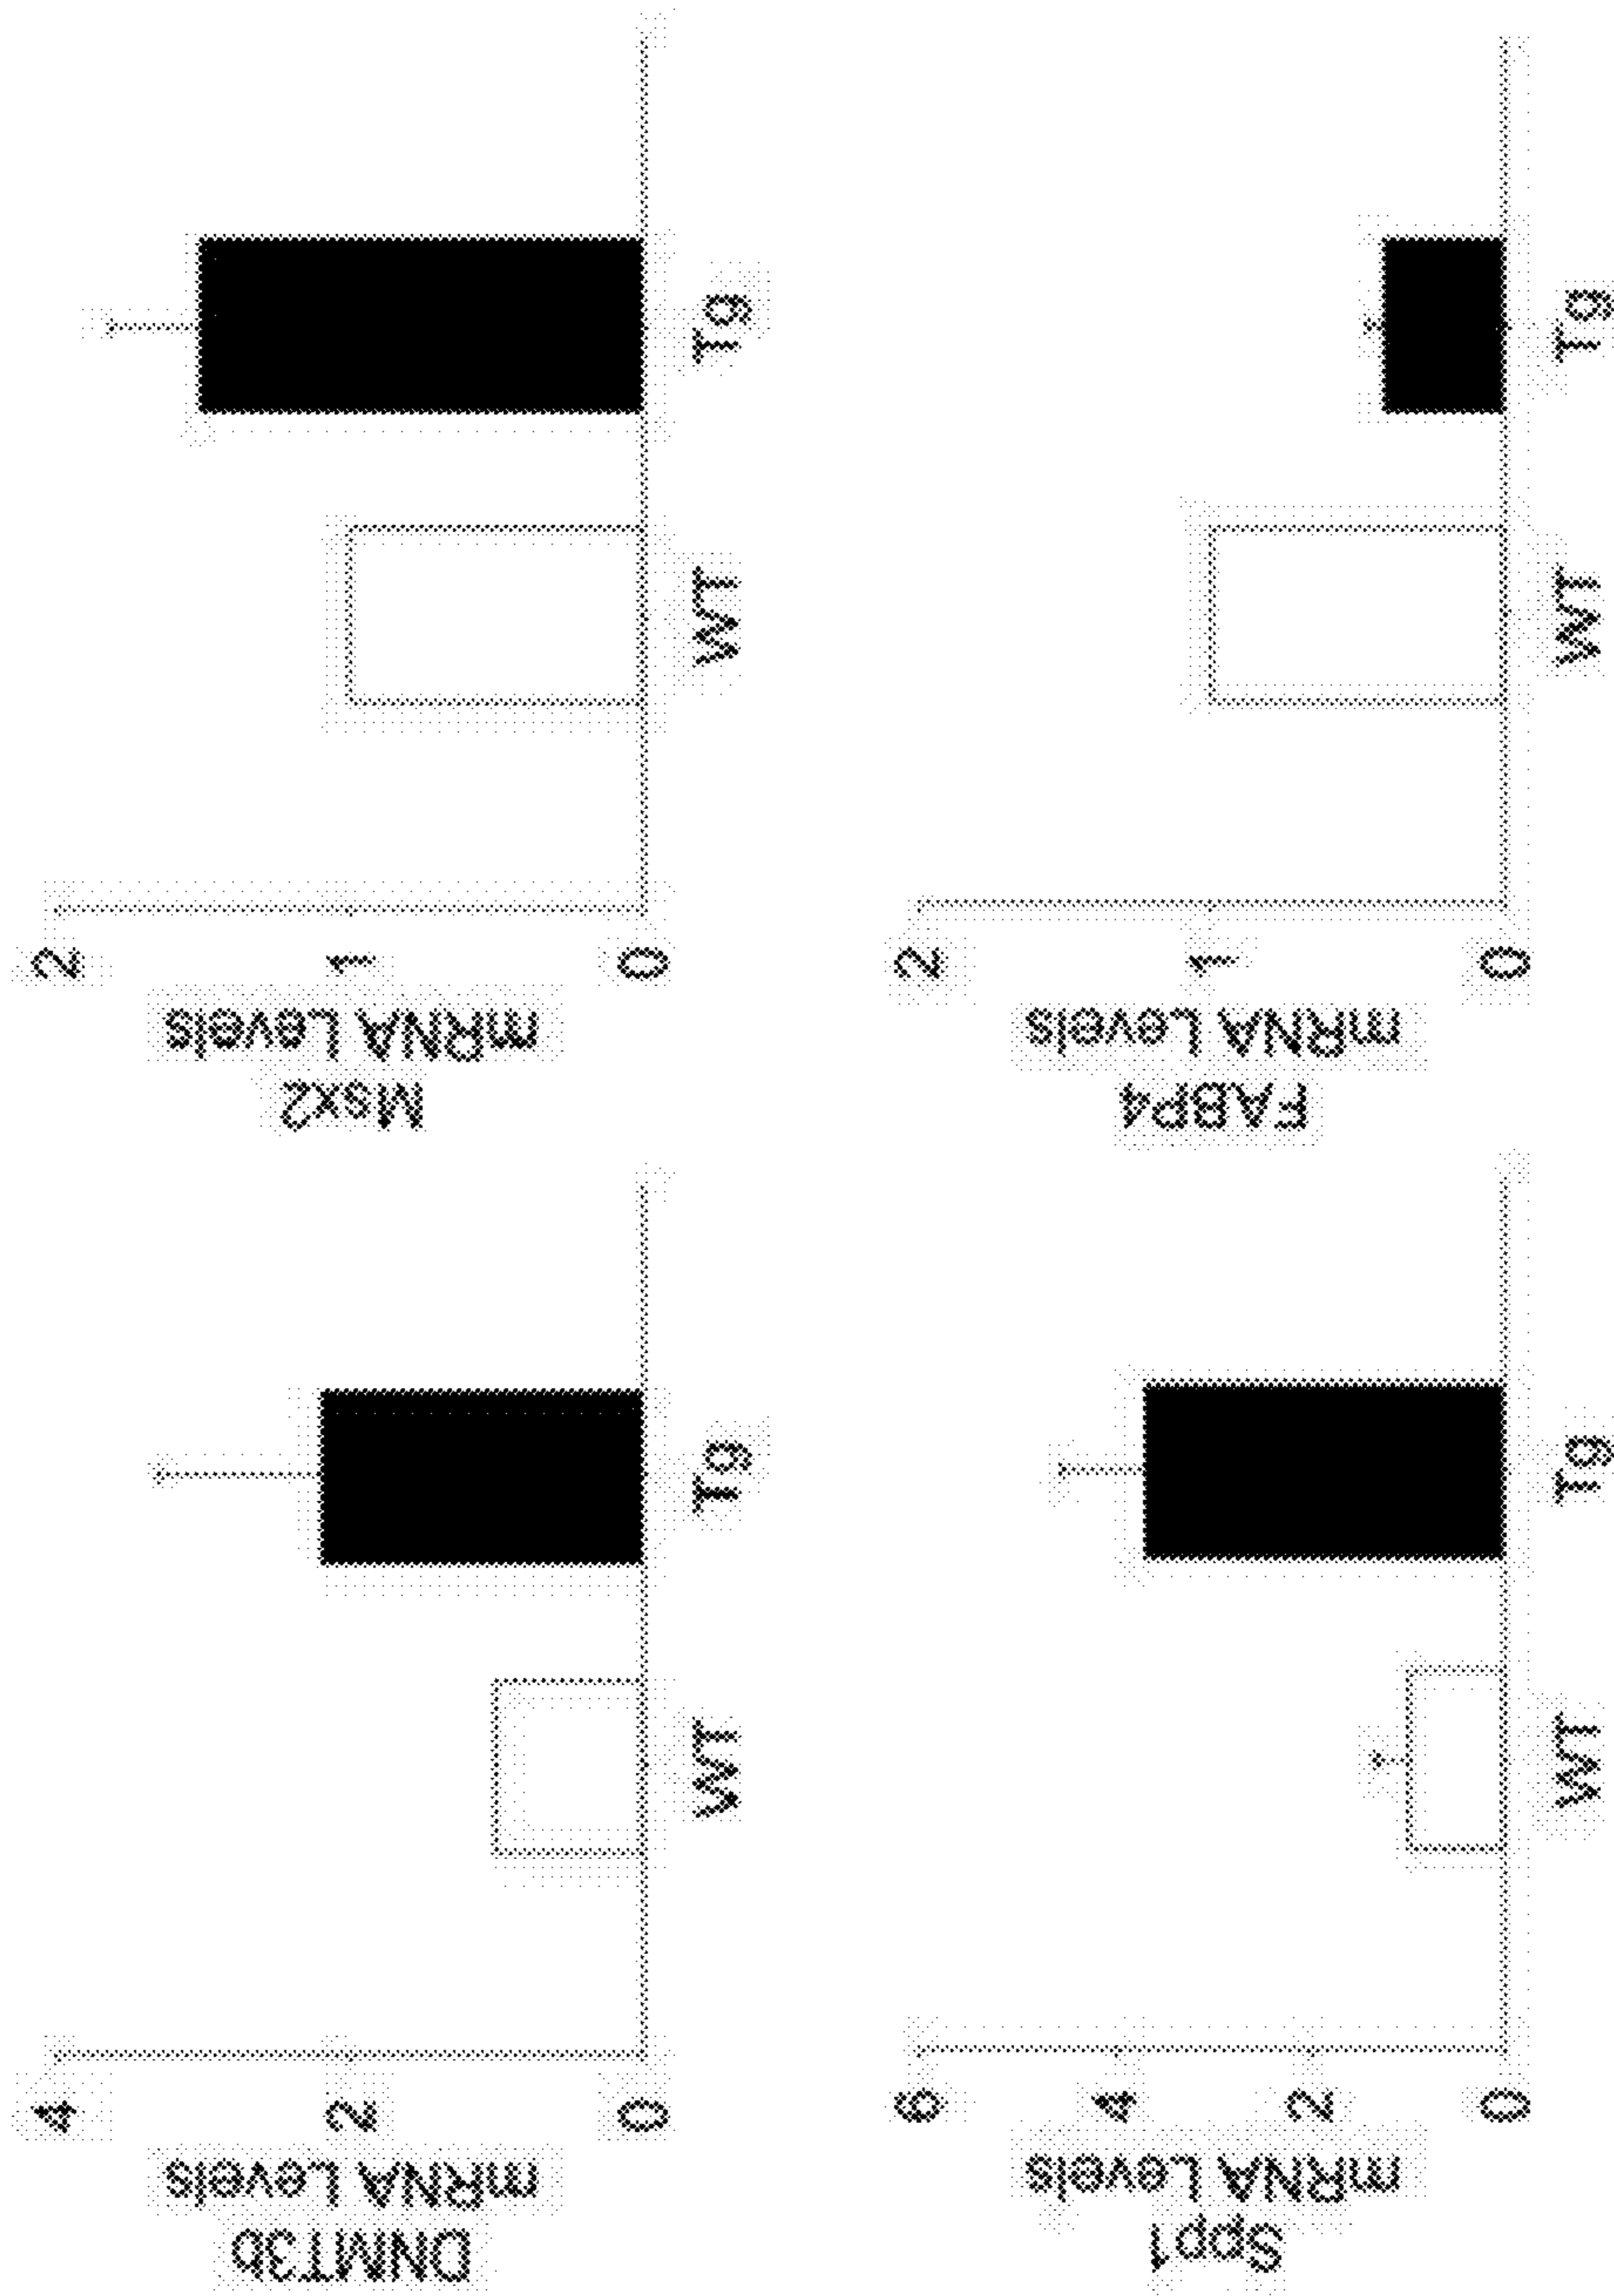 DNMT3b
mRNA Levels
4
2
0
WT
Tg
Msx2
mRNA Levels
2
1
0
WT
Tg
Spp1
mRNA Levels
6
4
2
0
WT
Tg
FABP4
mRNA Levels
2
1
0
WT
Tg